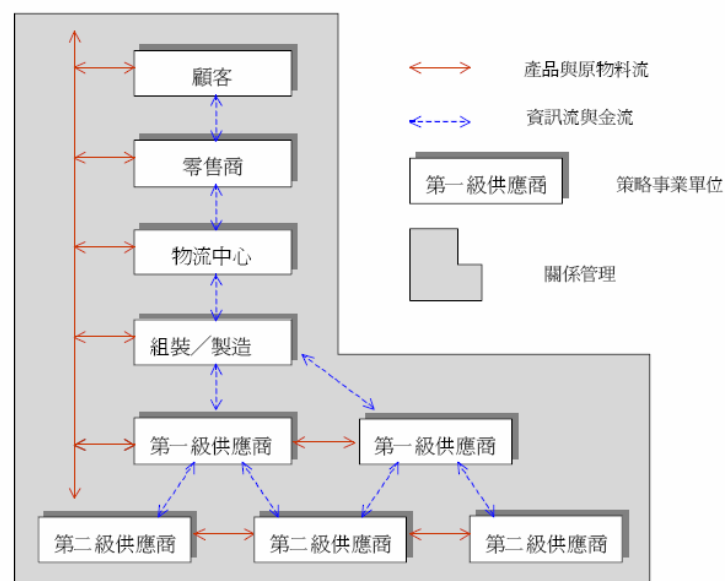 顧客
零售商
物流中心
組裝／製造
第一級供應商
第一級供應商
第二級供應商
第二級供應商
第二級供應商
產品與原物料流
資訊流與金流
第一級供應商
策略事業單位
關係管理